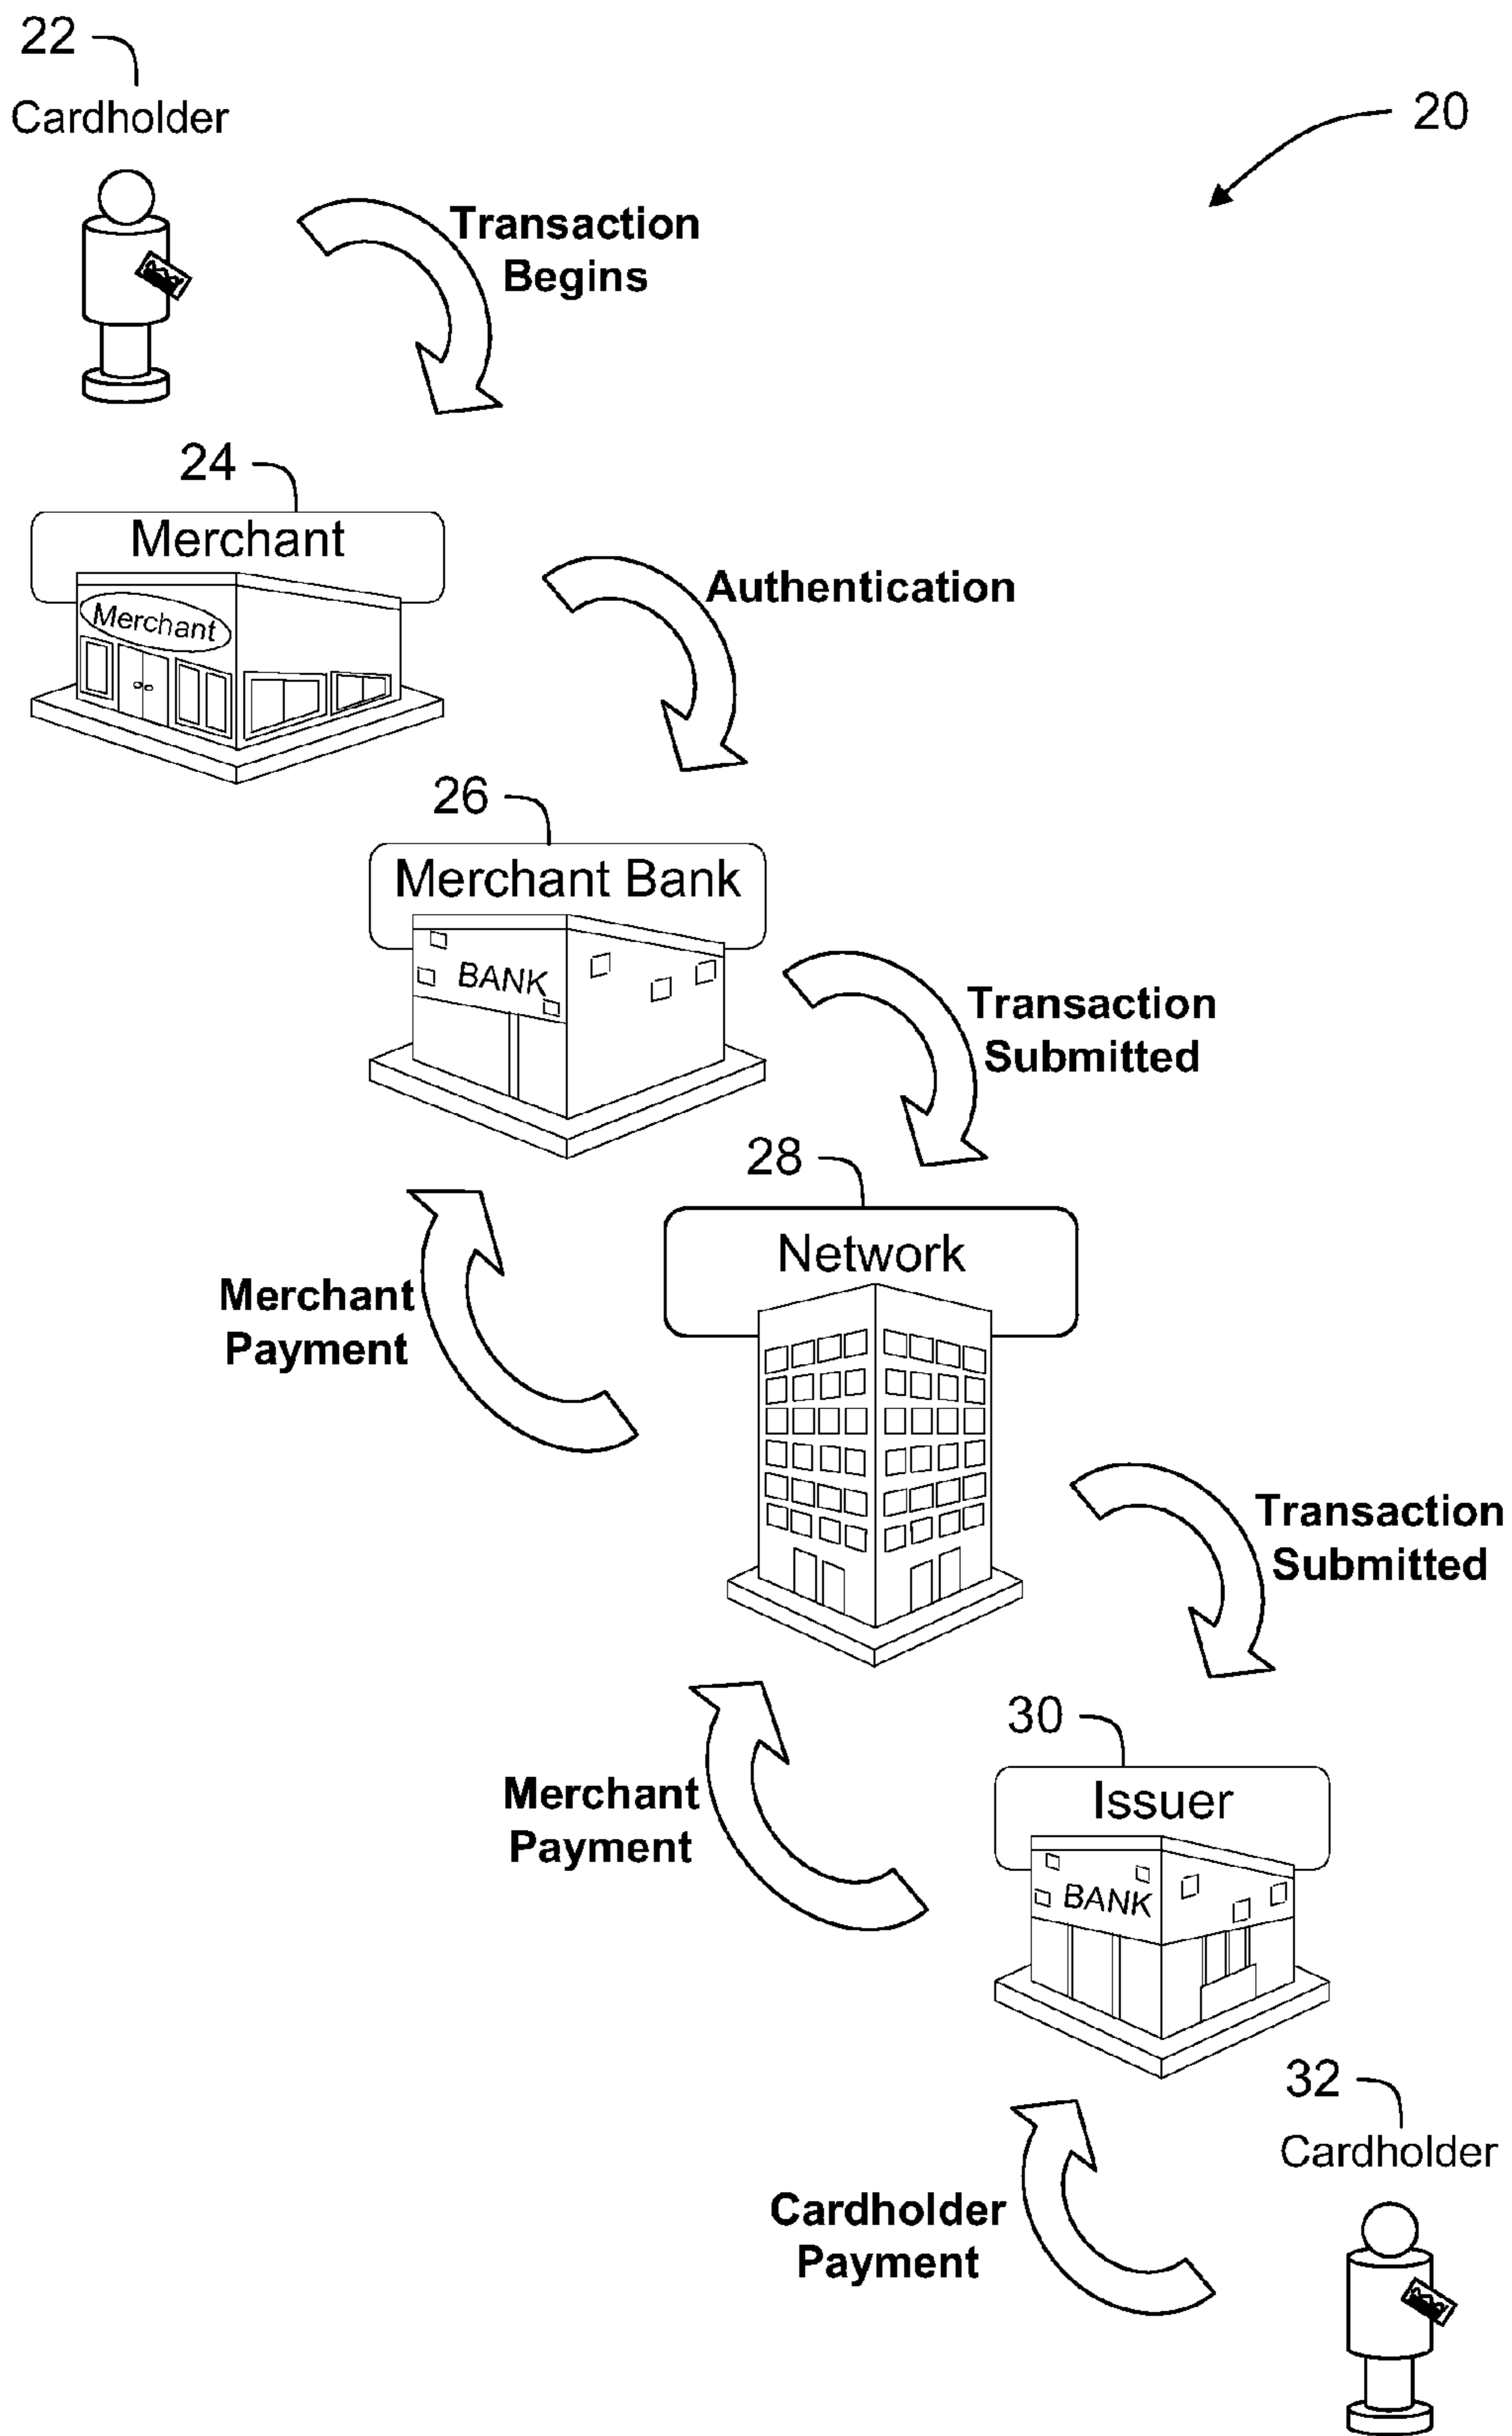 22
Cardholder
20
Transaction
Begins
24
Merchant
Merchant
Authentication
26
Merchant Bank
BANK
Transaction
Submitted
28
Network
Merchant
Payment
Transaction
Submitted
30
Issuer
BANK
Merchant
Payment
32
Cardholder
Cardholder
Payment